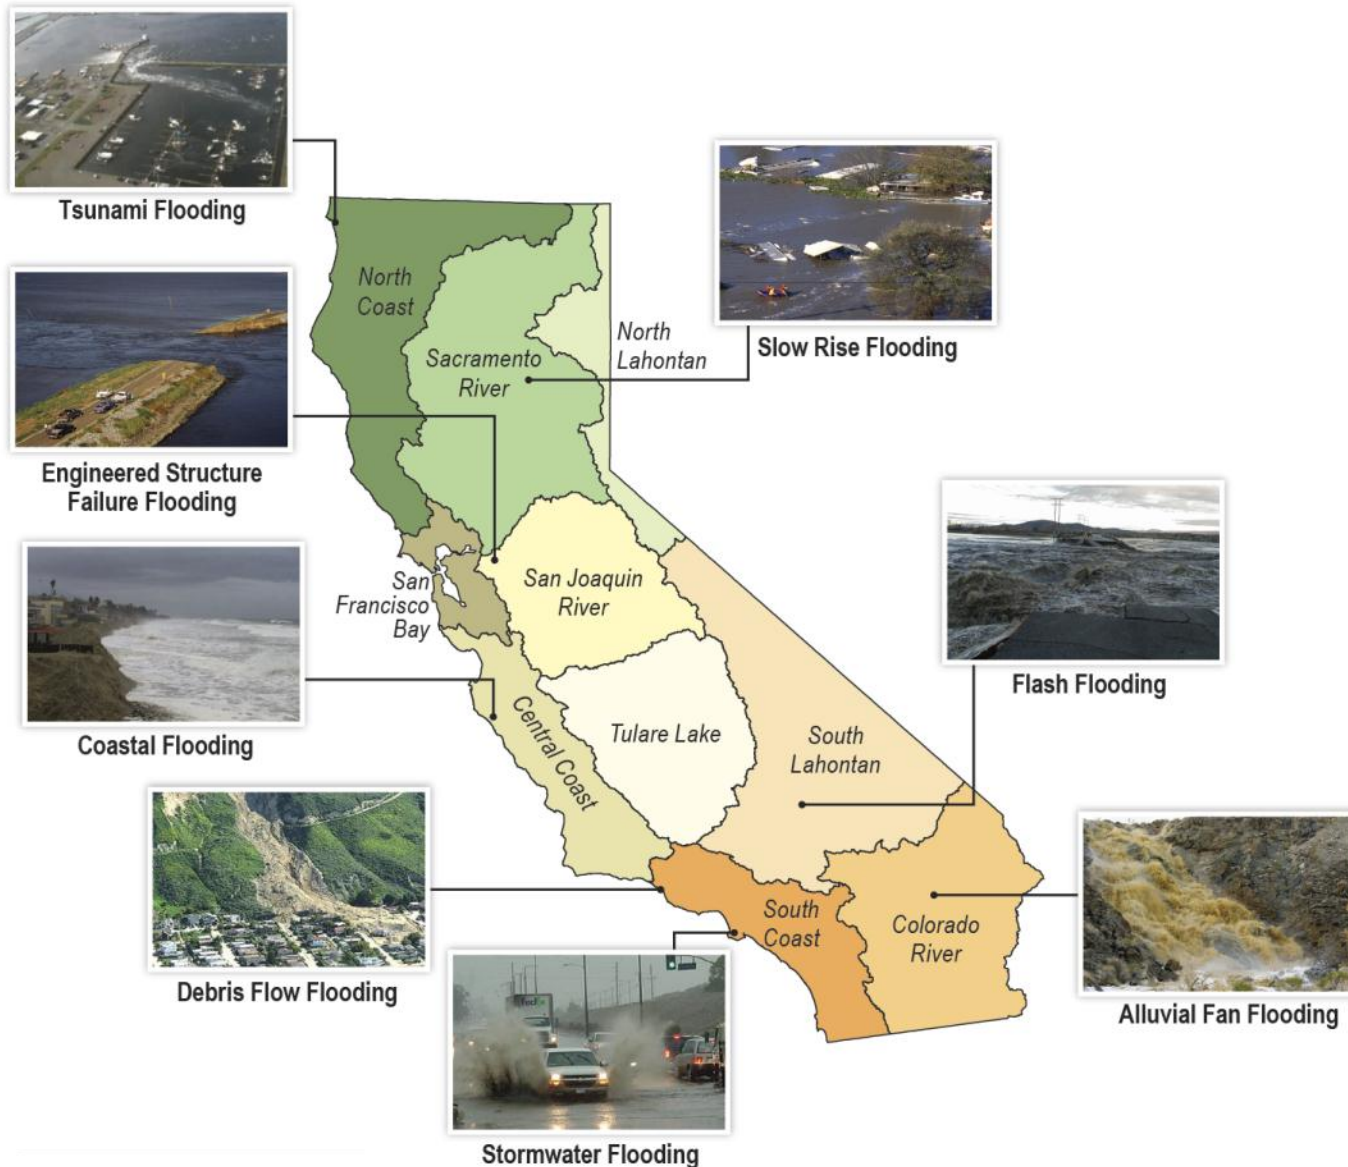 Tsunami Flooding
North
Coast
Sacramento
River
North
Lahontan
Slow Rise Flooding
Engineered Structure
Failure Flooding
San
Francisco
Bay
San Joaquin
River
Flash Flooding
Coastal Flooding
Central Coast
Tulare Lake
South
Lahontan
Debris Flow Flooding
South
Coast
Colorado
River
Alluvial Fan Flooding
FedEx
Stormwater Flooding